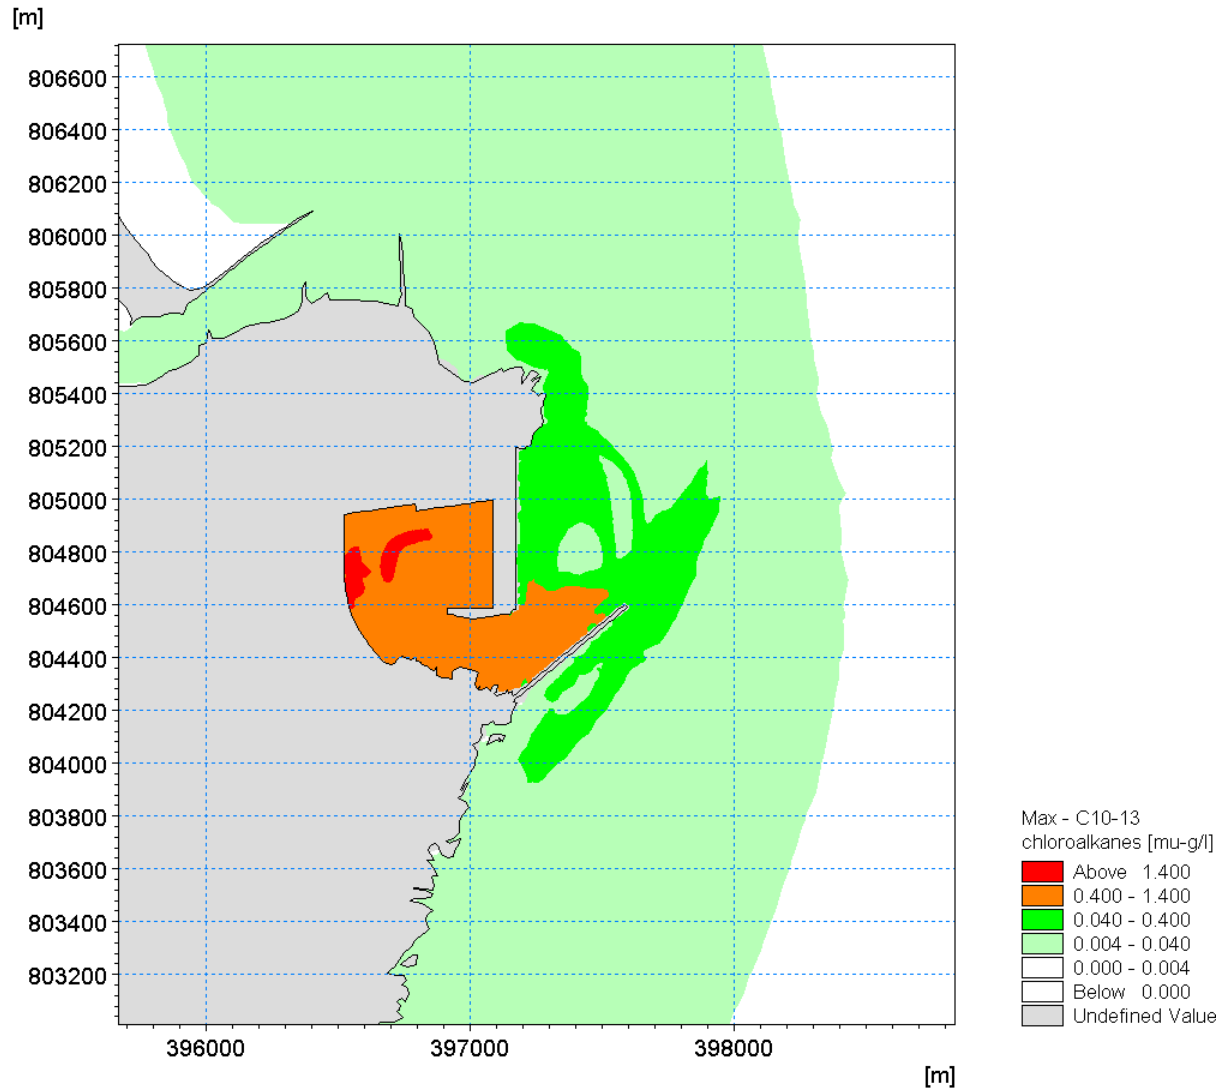 [m]
806600
806400
806200
806000
805800
805600
805400
805200
805000
804800
804600
804400
804200
804000
803800
803600
803400
803200
396000 397000 398000
[m]
Max - C10-13
chloroalkanes [mu-g/l]
Above 1.400
0.400 - 1.400
0.040 - 0.400
0.004 - 0.040
0.000 - 0.004
Below 0.000
Undefined Value